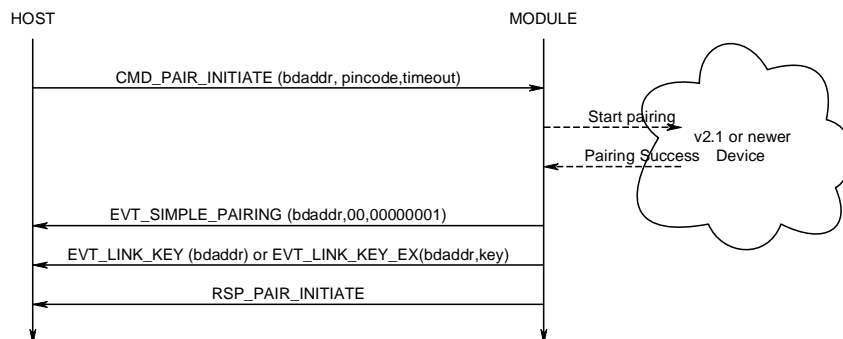 HOST
MODULE
CMD_PAIR_INITIATE (bdaddr, pincode,timeout)
Start pairing
v2.1 or newer
Device
Pairing Success
EVT_SIMPLE_PAIRING (bdaddr,00,00000001)
EVT_LINK_KEY (bdaddr) or EVT_LINK_KEY_EX(bdaddr,key)
RSP_PAIR_INITIATE